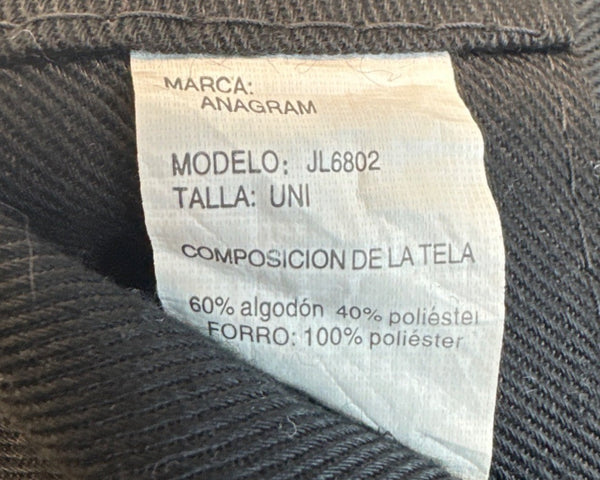 MARCA:
ANAGRAM
MODELO: JL6802
TALLA: UNI
COMPOSICION DE LA TELA
60% algodón 40% poliéster
FORRO: 100% poliéster